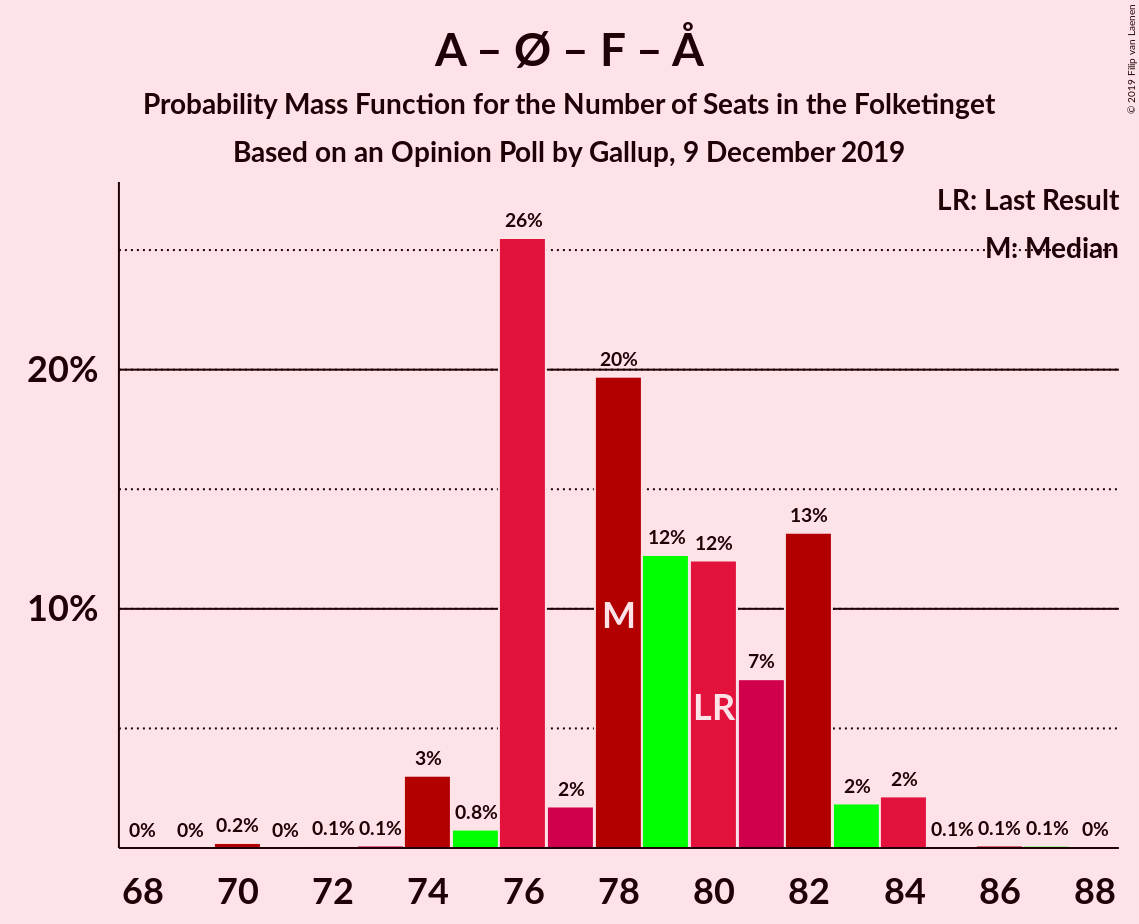 A – Ø – F – Å
Probability Mass Function for the Number of Seats in the Folketinget
Based on an Opinion Poll by Gallup, 9 December 2019
© 2019 Filip van Laenen
LR: Last Result
M: Median
20%
10%
0%
0%
0.2%
0%
0.1%
0.1%
3%
0.8%
26%
2%
20%
12%
12%
7%
13%
2%
2%
0.1%
0.1%
0.1%
0%
M
LR
68 70 72 74 76 78 80 82 84 86 88